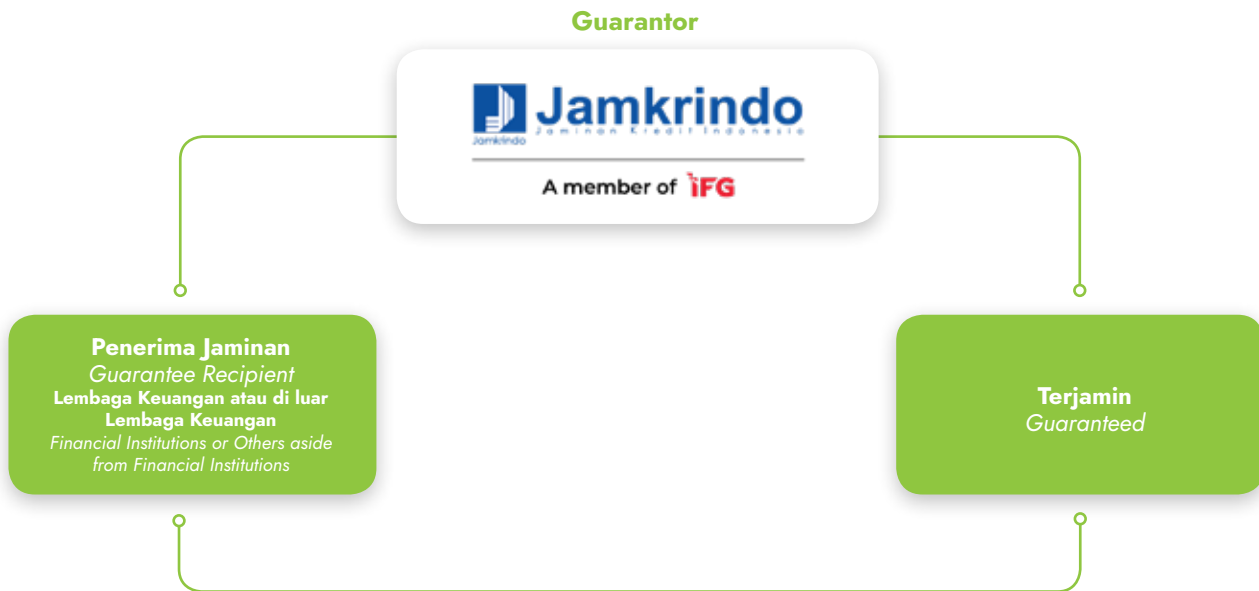 Guarantor
Jamkrindo
Jaminan Kredit Indonesia
Jamkrindo
A member of IFG
Penerima Jaminan
Guarantee Recipient
Lembaga Keuangan atau di luar
Lembaga Keuangan
Financial Institutions or Others aside
from Financial Institutions
Terjamin
Guaranteed